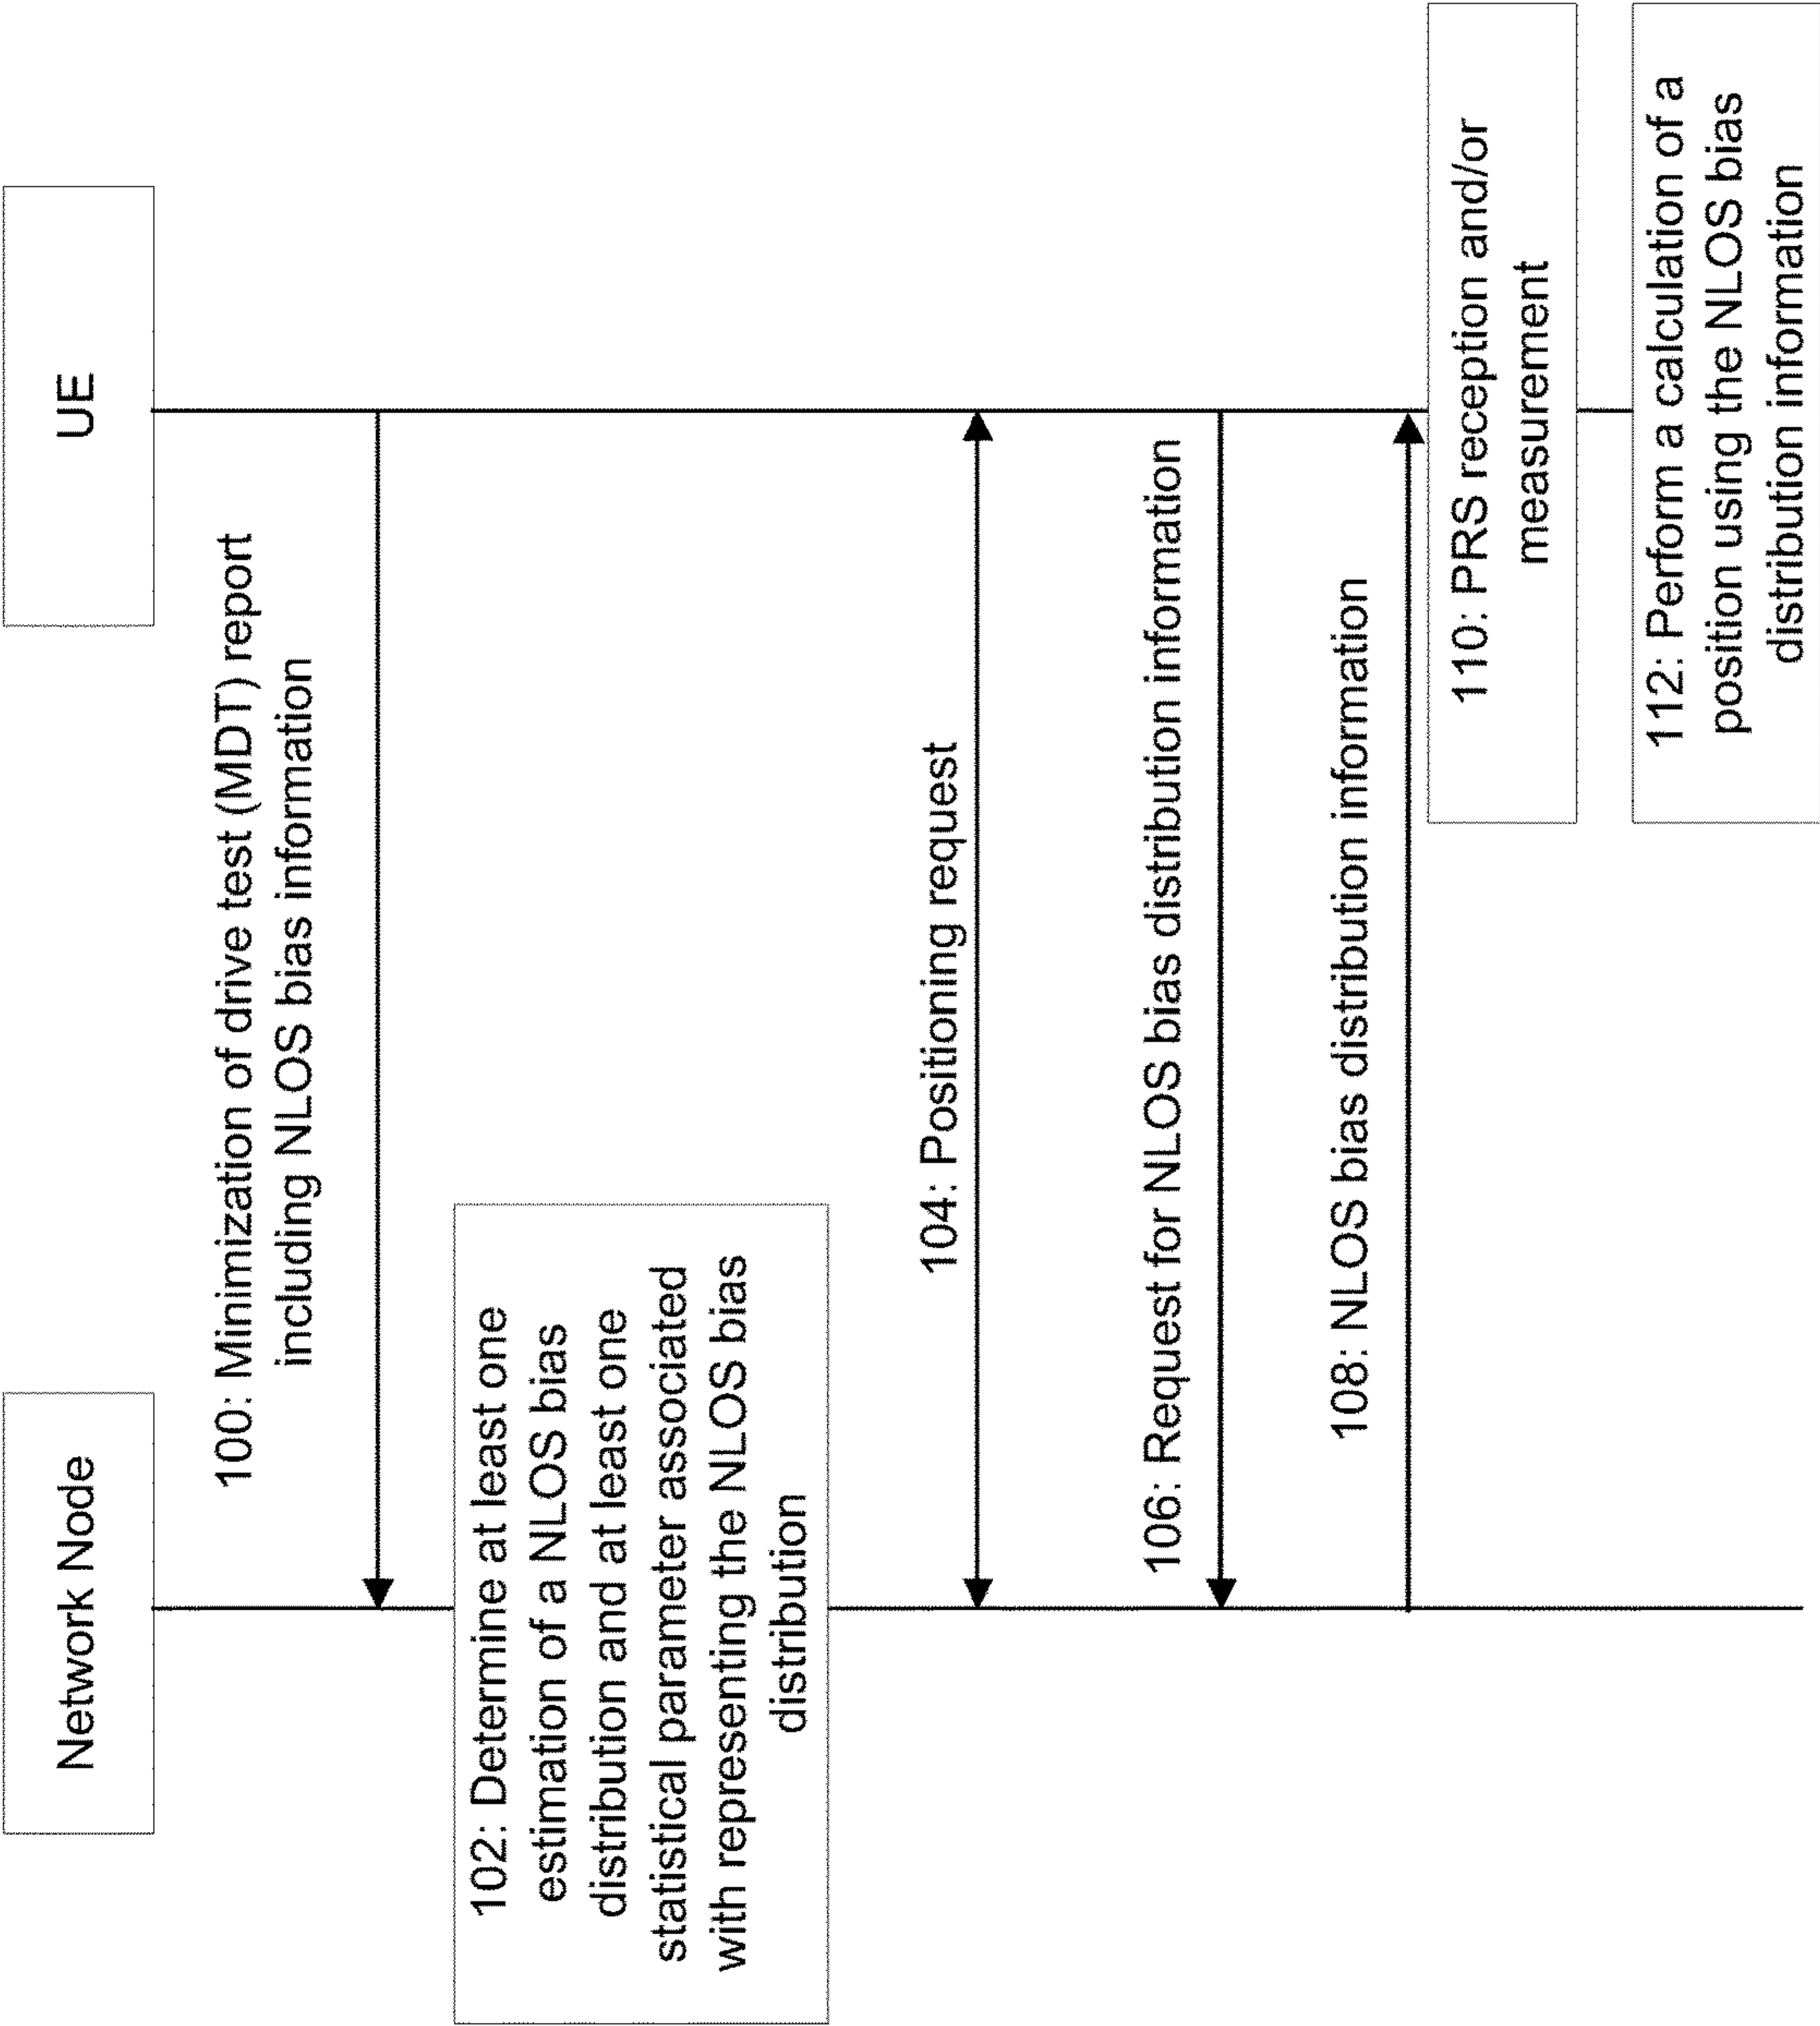 Network Node
UE
100: Minimization of drive test (MDT) report
including NLOS bias information
102: Determine at least one
estimation of a NLOS bias
distribution and at least one
statistical parameter associated
with representing the NLOS bias
distribution
104: Positioning request
106: Request for NLOS bias distribution information
108: NLOS bias distribution information
110: PRS reception and/or
measurement
112: Perform a calculation of a
position using the NLOS bias
distribution information